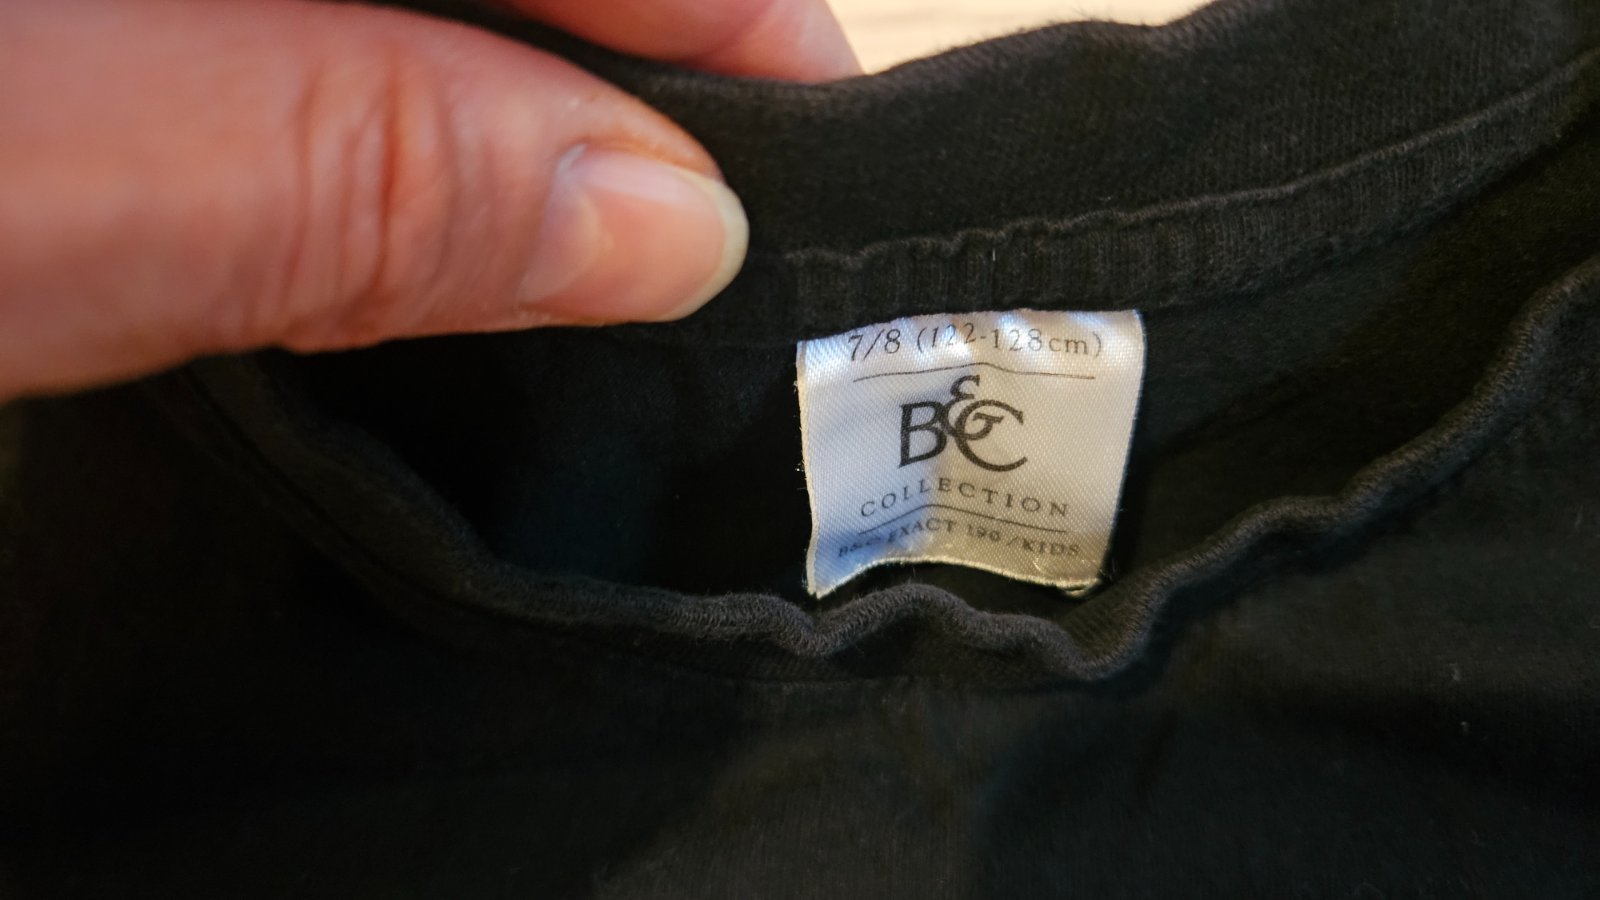 7/8 (122-128cm)
B&C
COLLECTION
B&C EXACT 190 /KIDS